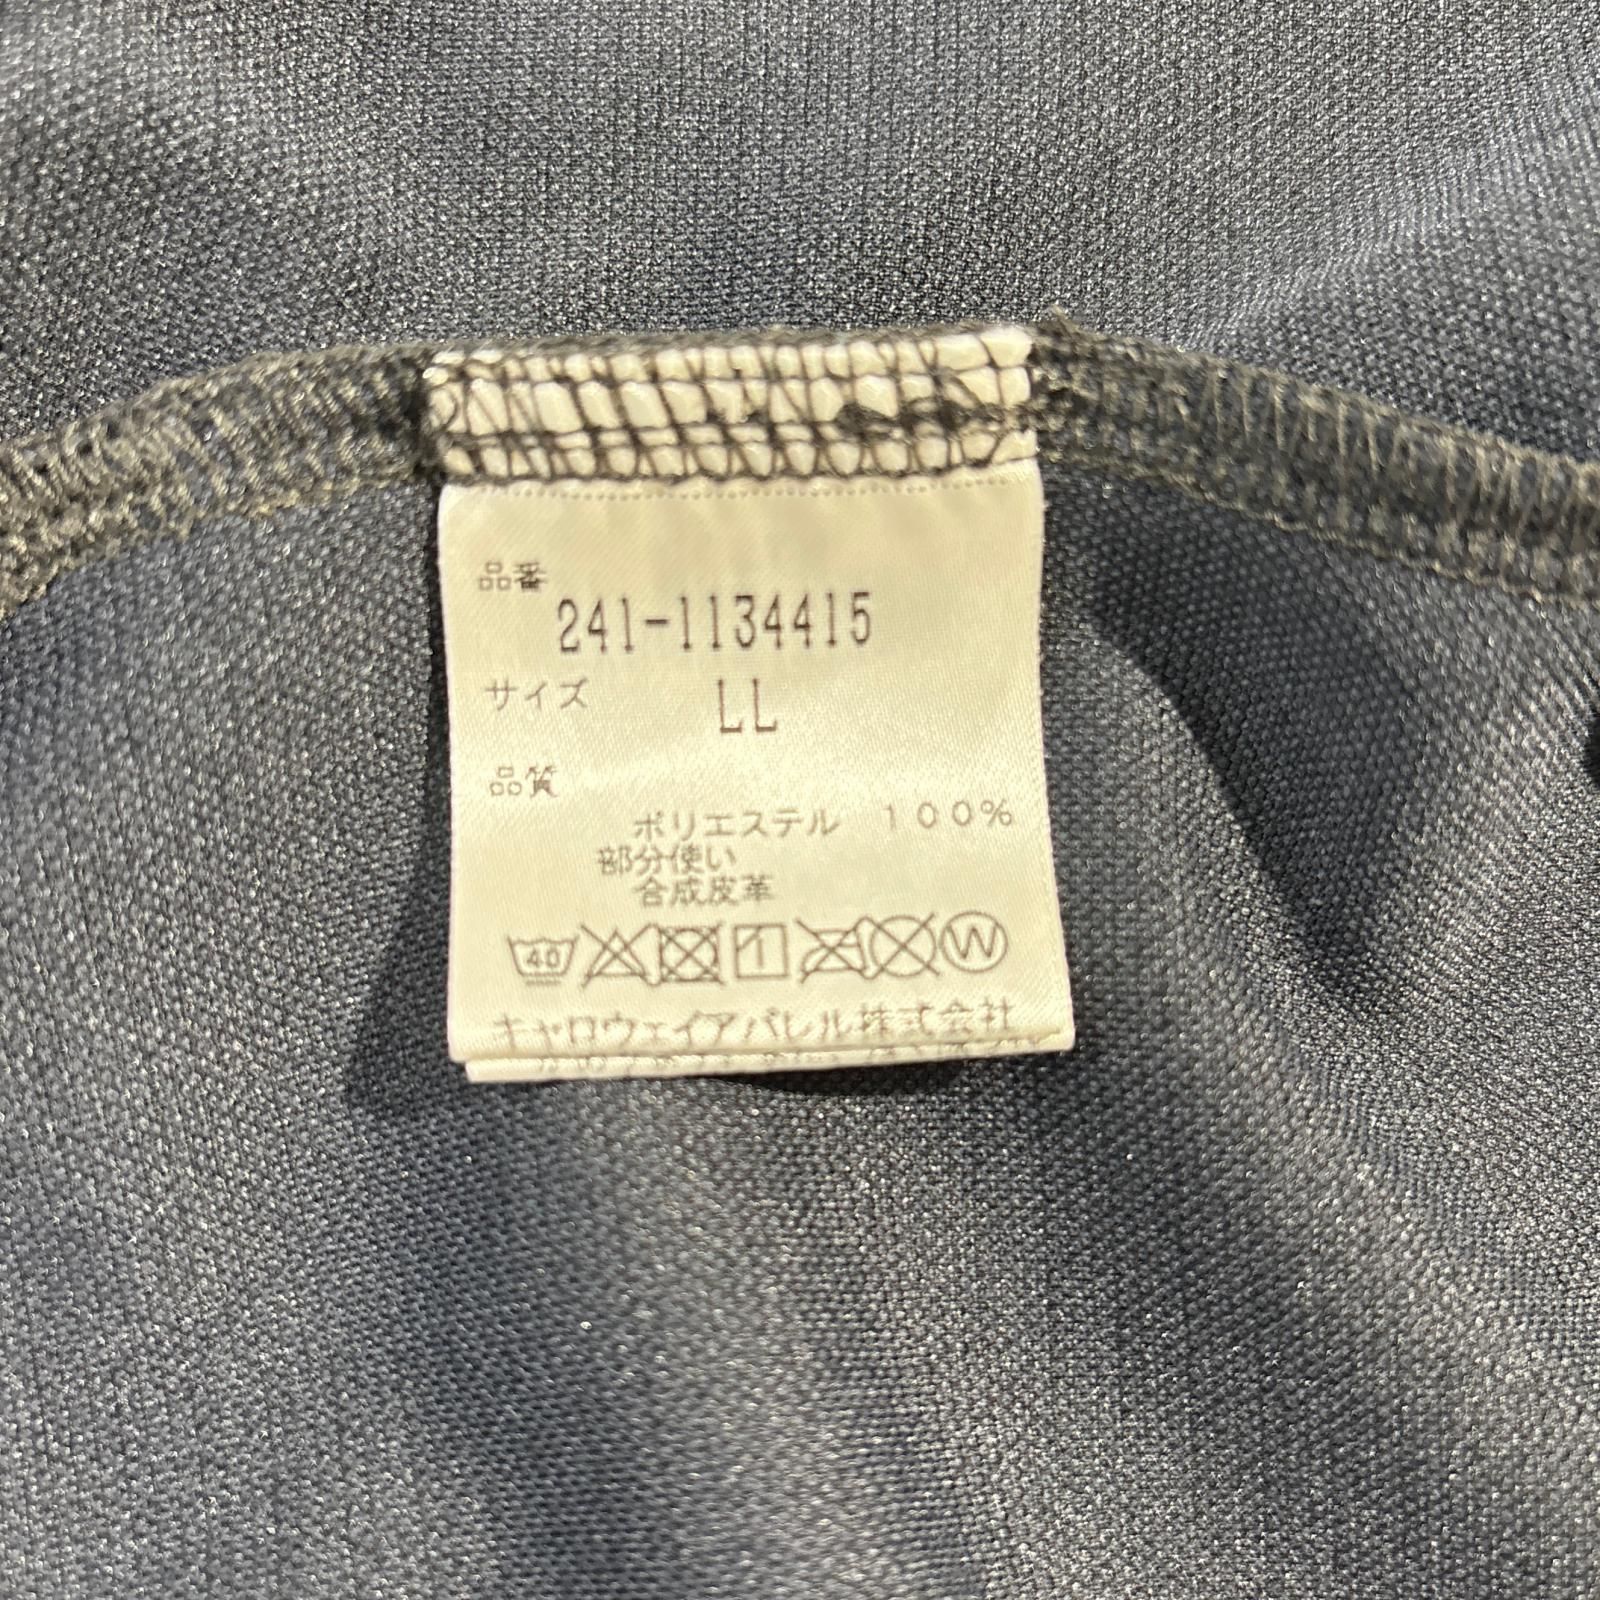 品番
241-1134415
サイズ LL
品質
ポリエステル 100%
部分使い
合成皮革
40 1 W
キャロウェイアパレル株式会社